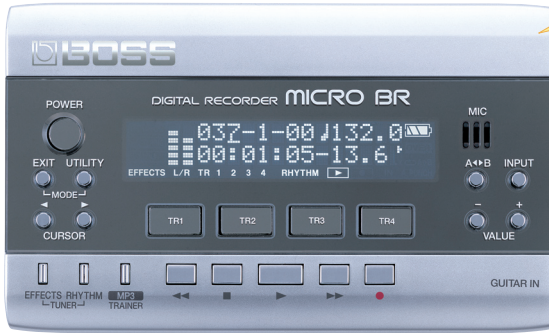 BOSS
DIGITAL RECORDER MICRO BR
POWER
MIC
037-1-00 ♩132.0
00:01:05-13.6
EFFECTS L/R TR 1 2 3 4 RHYTHM
EXIT UTILITY
MODE
CURSOR
A◄►B INPUT
- +
VALUE
TR1 TR2 TR3 TR4
EFFECTS RHYTHM
TUNER
MP3
TRAINER
GUITAR IN